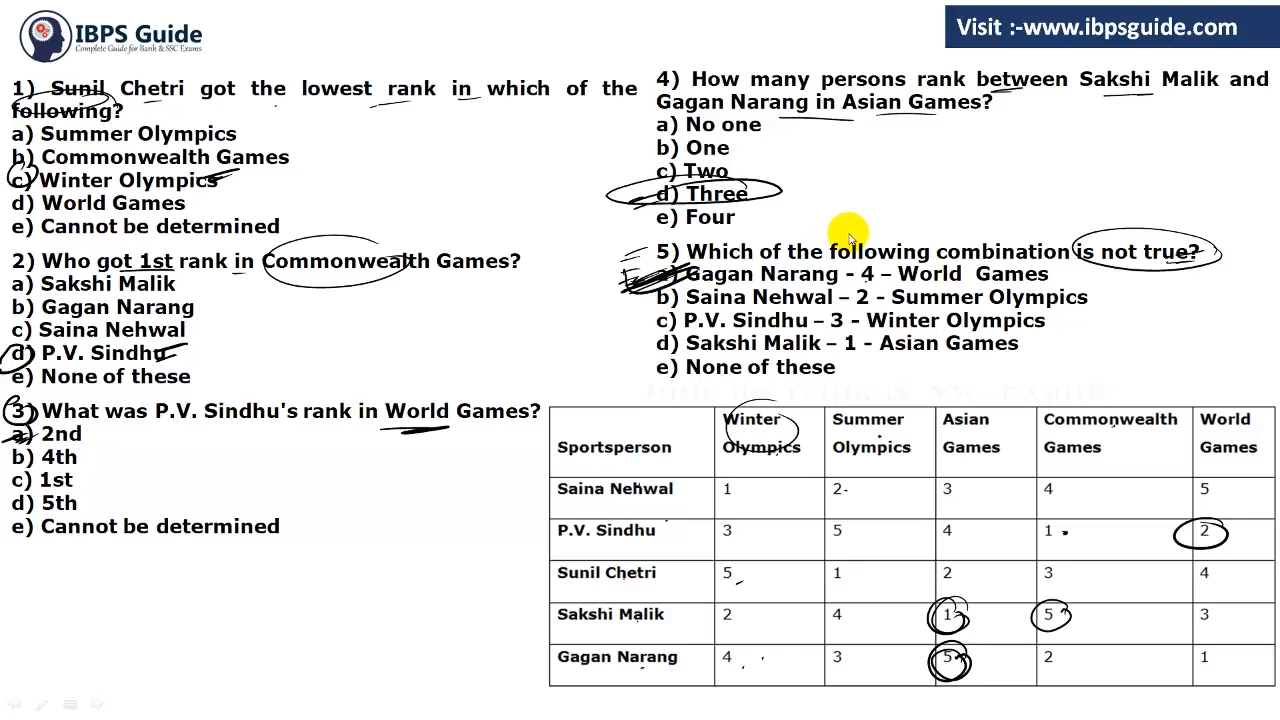 IBPS Guide
Complete Guide for Bank & SSC Exams
Visit :-www.ibpsguide.com
1) Sunil Chetri got the lowest rank in which of the
following?
a) Summer Olympics
b) Commonwealth Games
c) Winter Olympics
d) World Games
e) Cannot be determined
2) Who got 1st rank in Commonwealth Games?
a) Sakshi Malik
b) Gagan Narang
c) Saina Nehwal
d) P.V. Sindhu
e) None of these
3) What was P.V. Sindhu's rank in World Games?
a) 2nd
b) 4th
c) 1st
d) 5th
e) Cannot be determined
4) How many persons rank between Sakshi Malik and
Gagan Narang in Asian Games?
a) No one
b) One
c) Two
d) Three
e) Four
5) Which of the following combination is not true?
a) Gagan Narang - 4 – World Games
b) Saina Nehwal – 2 - Summer Olympics
c) P.V. Sindhu – 3 - Winter Olympics
d) Sakshi Malik – 1 - Asian Games
e) None of these
Sportsperson Winter Olympics Summer Olympics Asian Games Commonwealth Games World Games
Saina Nehwal 1 2 3 4 5
P.V. Sindhu 3 5 4 1 2
Sunil Chetri 5 1 2 3 4
Sakshi Malik 2 4 1 5 3
Gagan Narang 4 3 5 2 1